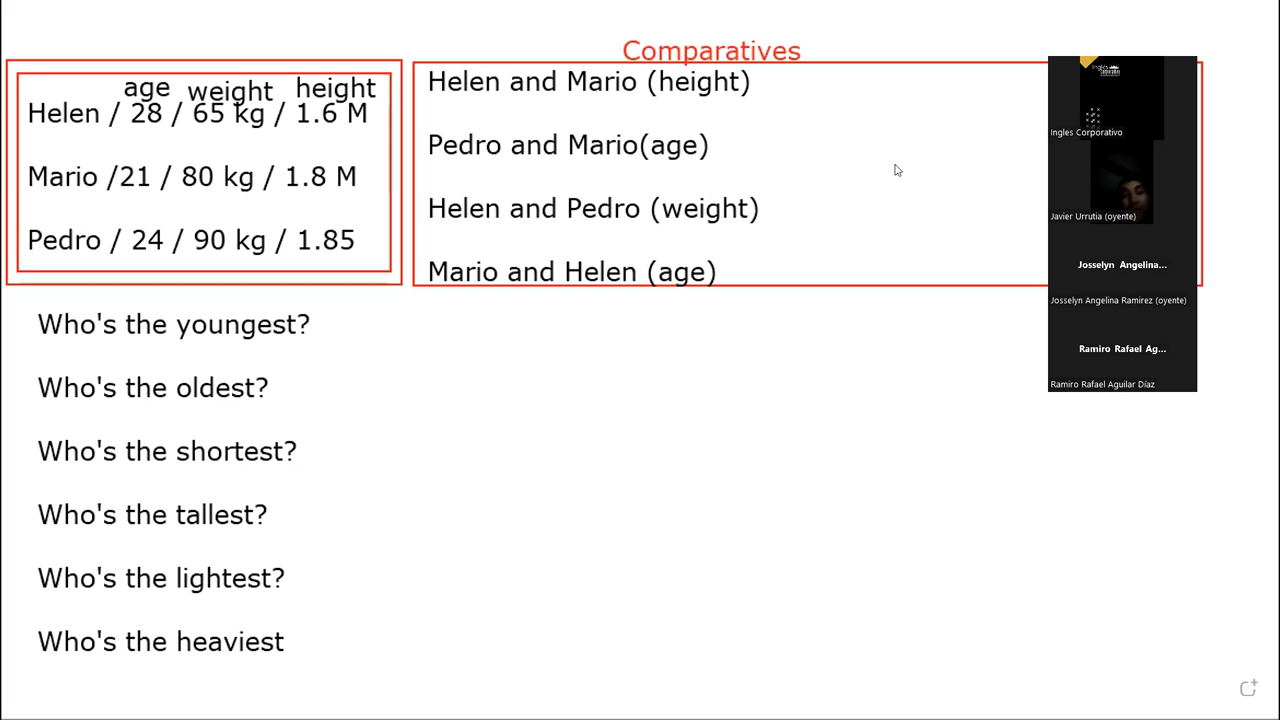 Comparatives
age weight height
Helen / 28 / 65 kg / 1.6 M
Mario /21 / 80 kg / 1.8 M
Pedro / 24 / 90 kg / 1.85
Helen and Mario (height)
Pedro and Mario(age)
Helen and Pedro (weight)
Mario and Helen (age)
Who's the youngest?
Who's the oldest?
Who's the shortest?
Who's the tallest?
Who's the lightest?
Who's the heaviest
Ingles Corporativo
Javier Urrutia (oyente)
Josselyn Angelina...
Josselyn Angelina Ramirez (oyente)
Ramiro Rafael Ag...
Ramiro Rafael Aguilar Díaz